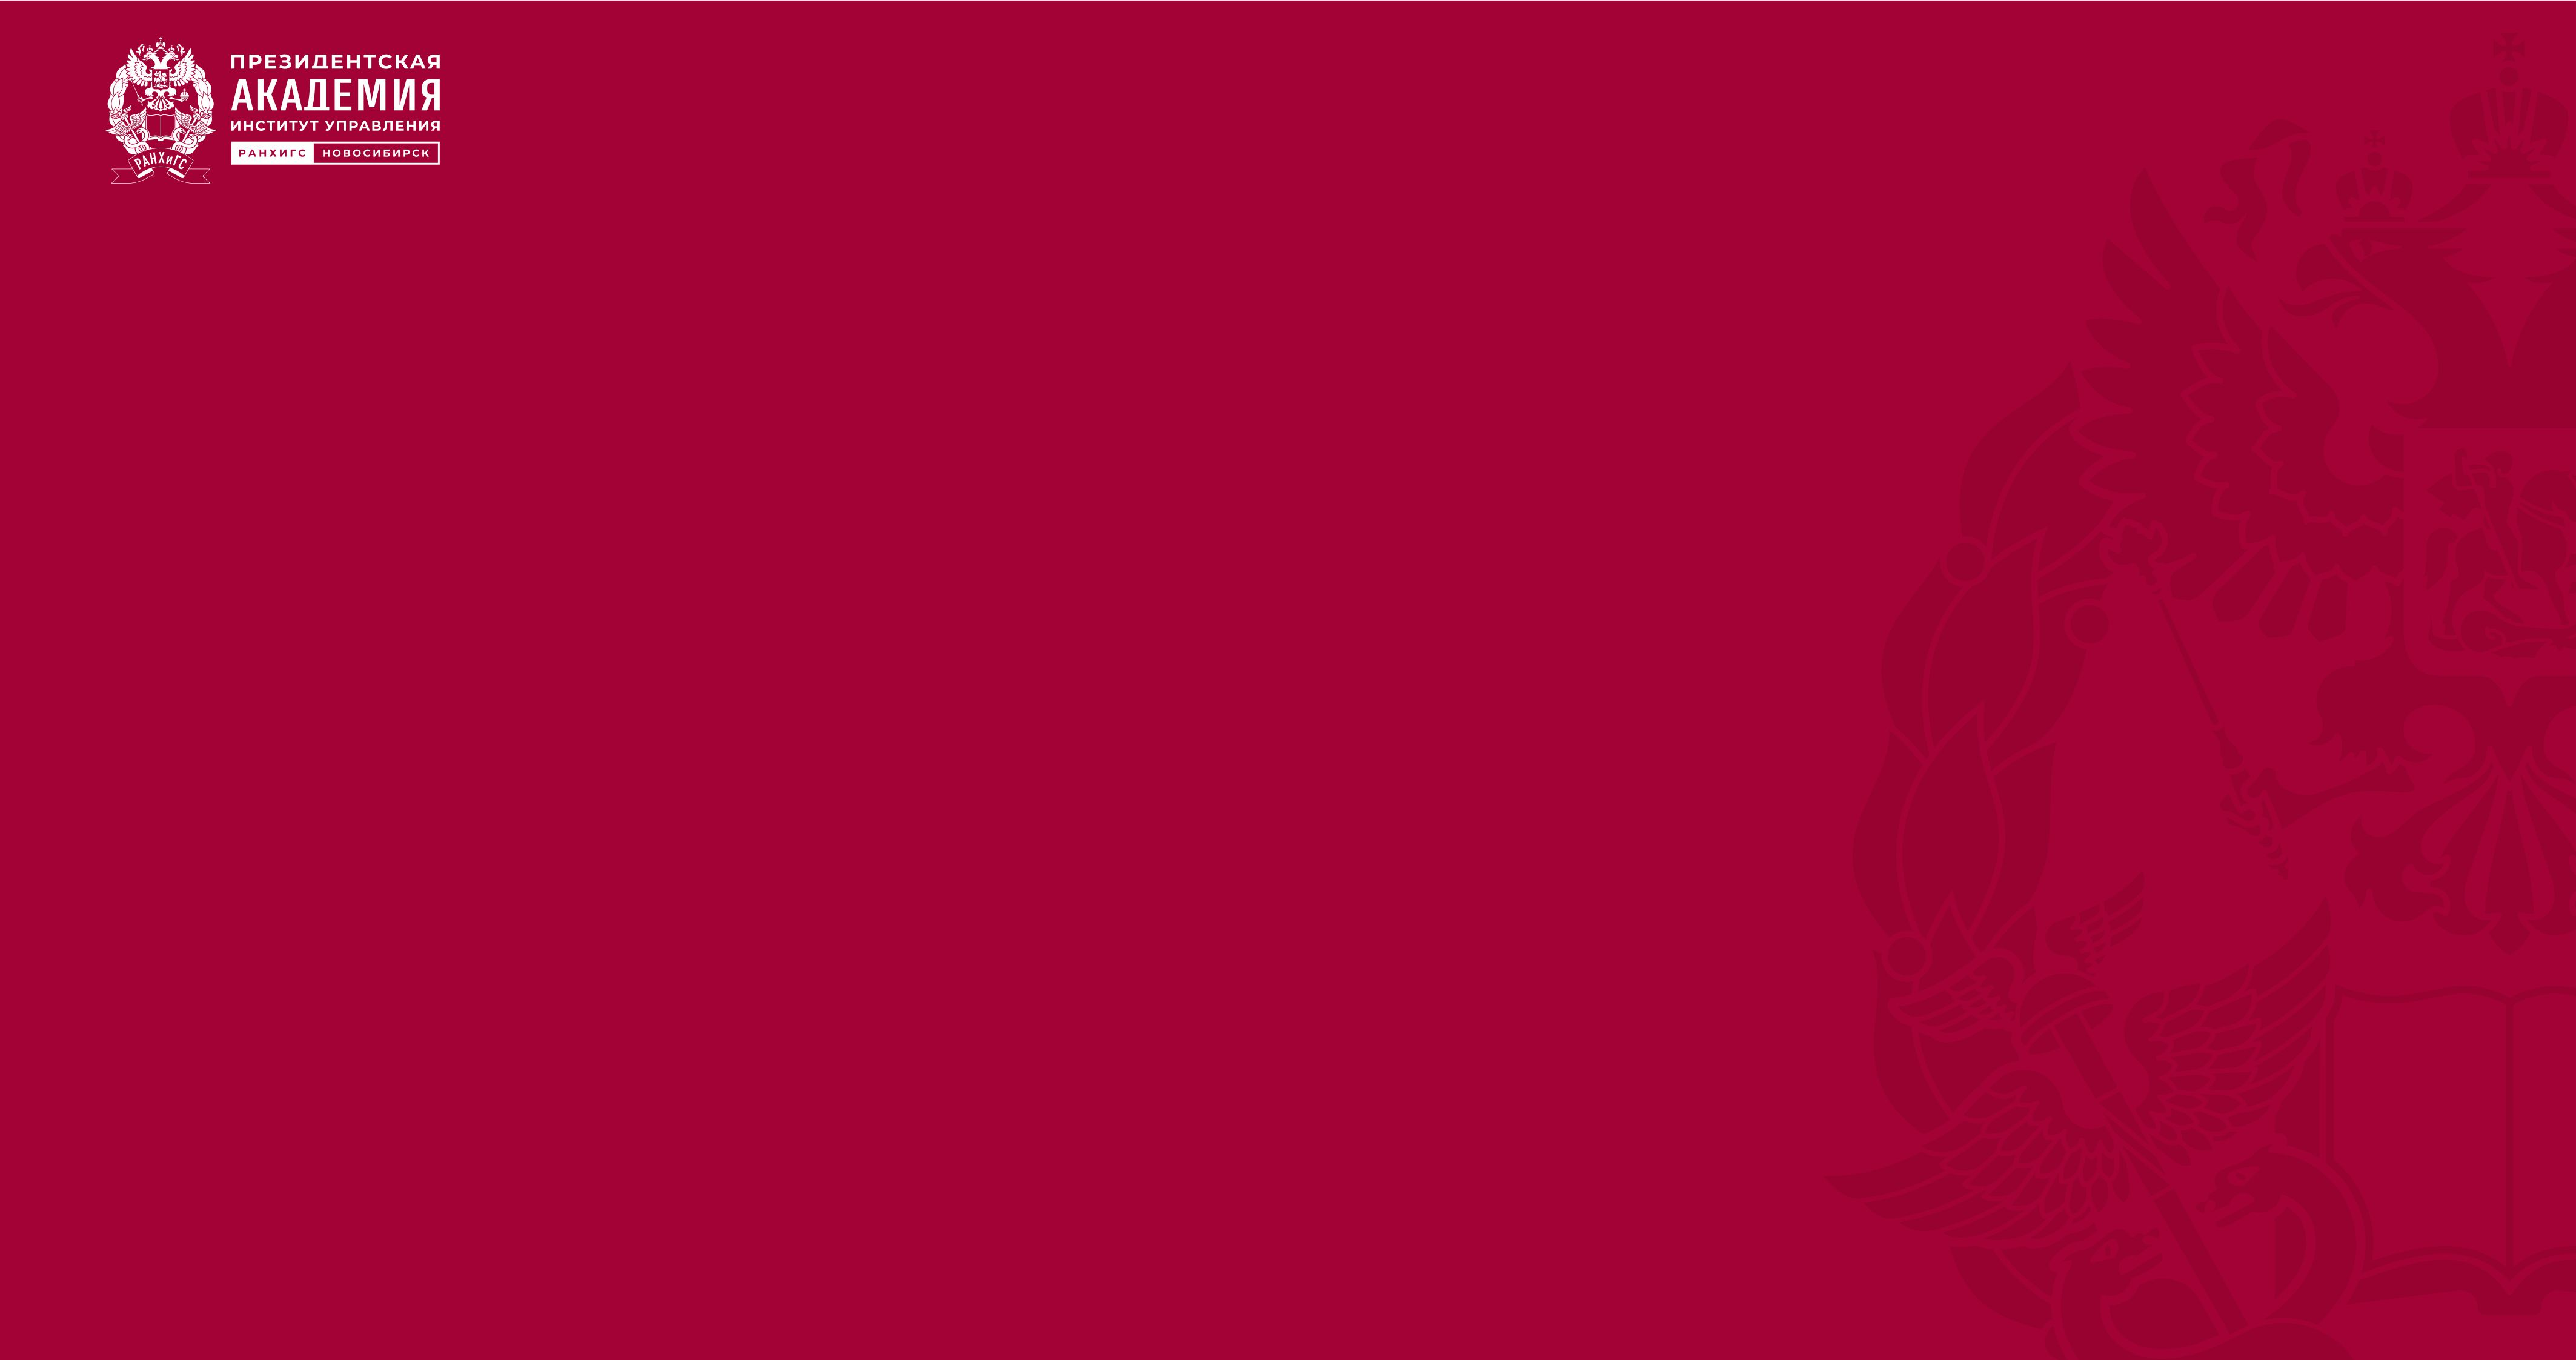 ПРЕЗИДЕНТСКАЯ
АКАДЕМИЯ
ИНСТИТУТ УПРАВЛЕНИЯ
РАНХИГС НОВОСИБИРСК
РАНХиГС